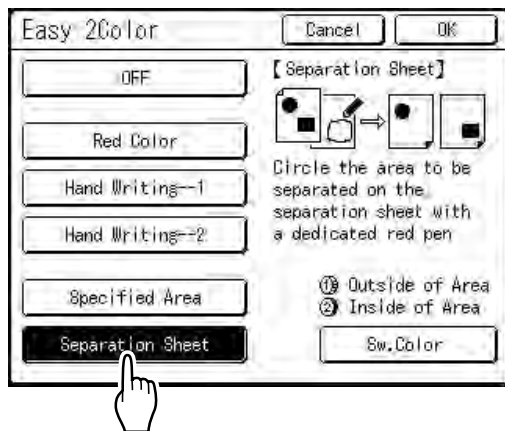 Easy 2Color
Cancel
OK
OFF
Red Color
Hand Writing--1
Hand Writing--2
Specified Area
Separation Sheet
【Separation Sheet】
Circle the area to be
separated on the
separation sheet with
a dedicated red pen
① Outside of Area
② Inside of Area
Sw.Color